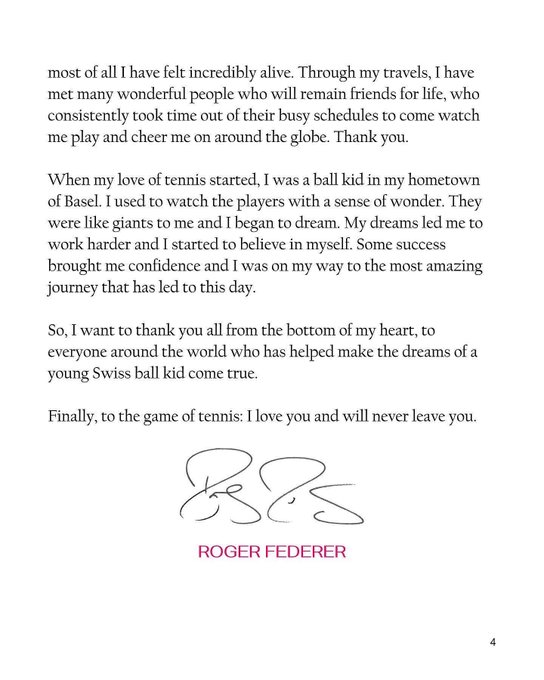 most of all I have felt incredibly alive. Through my travels, I have
met many wonderful people who will remain friends for life, who
consistently took time out of their busy schedules to come watch
me play and cheer me on around the globe. Thank you.
When my love of tennis started, I was a ball kid in my hometown
of Basel. I used to watch the players with a sense of wonder. They
were like giants to me and I began to dream. My dreams led me to
work harder and I started to believe in myself. Some success
brought me confidence and I was on my way to the most amazing
journey that has led to this day.
So, I want to thank you all from the bottom of my heart, to
everyone around the world who has helped make the dreams of a
young Swiss ball kid come true.
Finally, to the game of tennis: I love you and will never leave you.
ROGER FEDERER
4